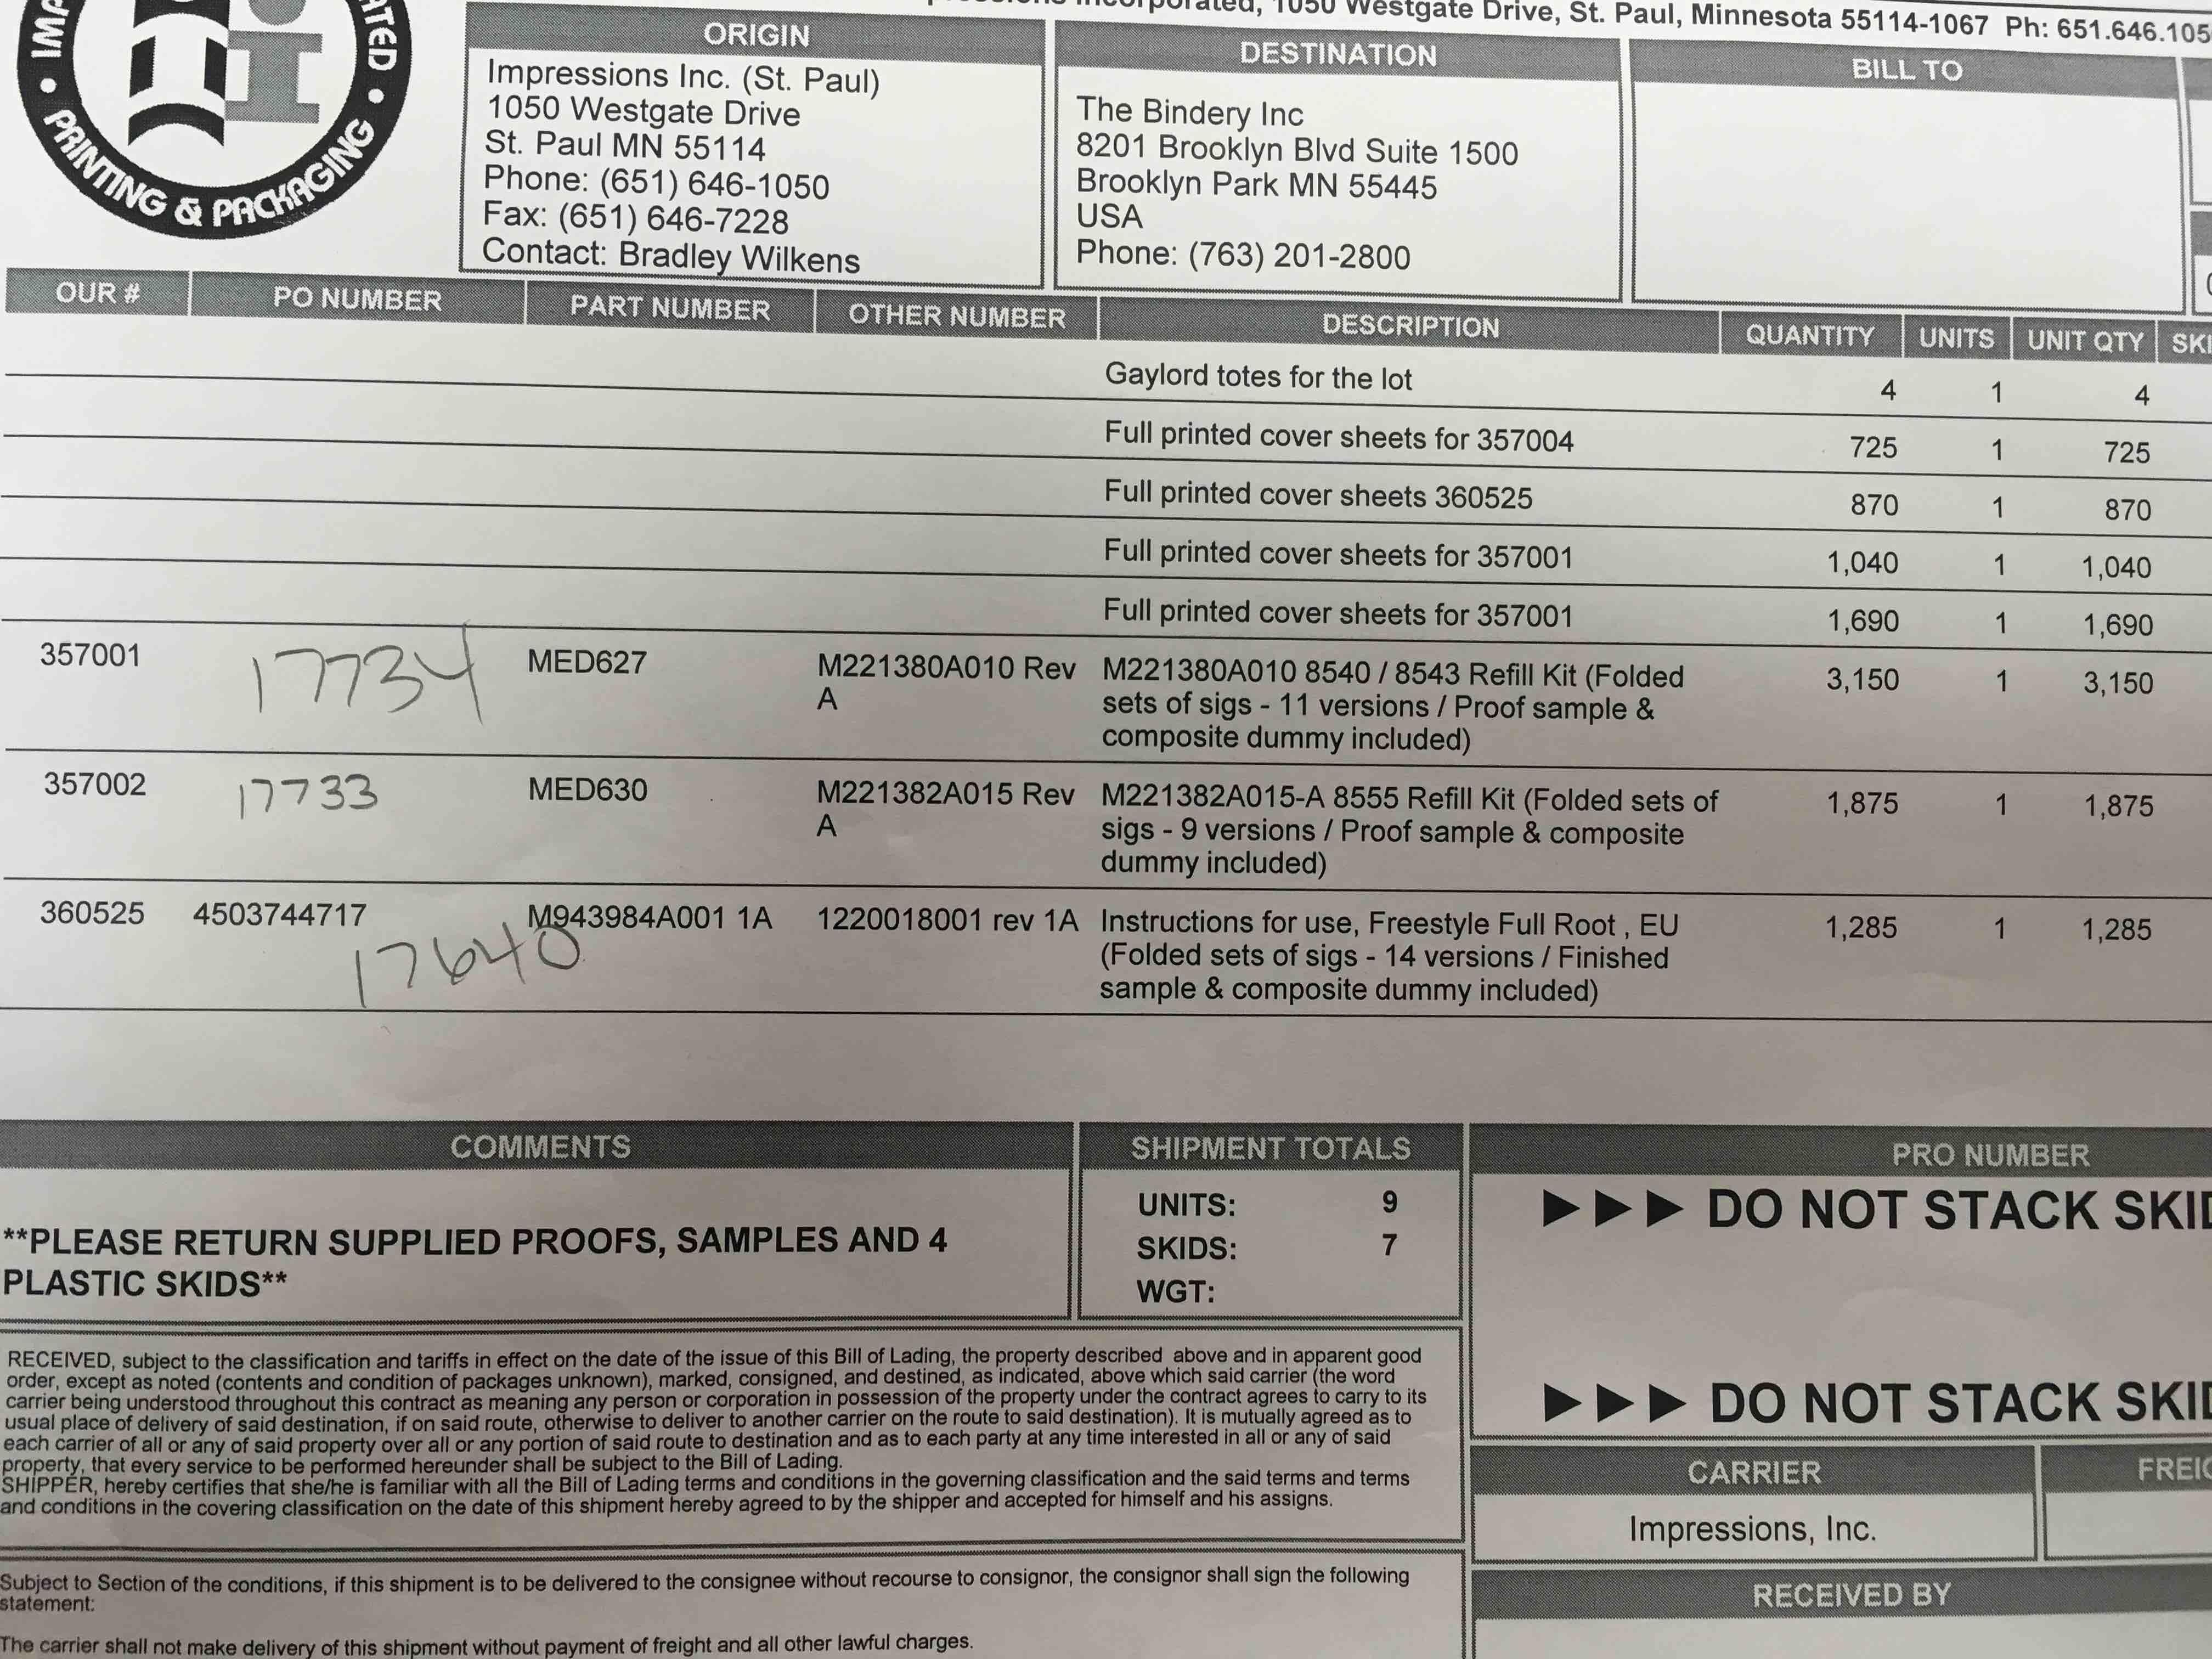 Incorporated, 1050 Westgate Drive, St. Paul, Minnesota 55114-1067 Ph: 651.646.105
PRINTING & PACKAGING
ORIGIN
Impressions Inc. (St. Paul)
1050 Westgate Drive
St. Paul MN 55114
Phone: (651) 646-1050
Fax: (651) 646-7228
Contact: Bradley Wilkens
DESTINATION
The Bindery Inc
8201 Brooklyn Blvd Suite 1500
Brooklyn Park MN 55445
USA
Phone: (763) 201-2800
BILL TO
OUR # PO NUMBER PART NUMBER OTHER NUMBER DESCRIPTION QUANTITY UNITS UNIT QTY SKI
Gaylord totes for the lot 4 1 4
Full printed cover sheets for 357004 725 1 725
Full printed cover sheets 360525 870 1 870
Full printed cover sheets for 357001 1,040 1 1,040
Full printed cover sheets for 357001 1,690 1 1,690
357001 17734 MED627 M221380A010 Rev M221380A010 8540 / 8543 Refill Kit (Folded 3,150 1 3,150
A sets of sigs - 11 versions / Proof sample &
composite dummy included)
357002 17733 MED630 M221382A015 Rev M221382A015-A 8555 Refill Kit (Folded sets of 1,875 1 1,875
A sigs - 9 versions / Proof sample & composite
dummy included)
360525 4503744717 M943984A001 1A 1220018001 rev 1A Instructions for use, Freestyle Full Root , EU 1,285 1 1,285
17640 (Folded sets of sigs - 14 versions / Finished
sample & composite dummy included)
COMMENTS
**PLEASE RETURN SUPPLIED PROOFS, SAMPLES AND 4
PLASTIC SKIDS**
SHIPMENT TOTALS
UNITS: 9
SKIDS: 7
WGT:
PRO NUMBER
►►► DO NOT STACK SKID
►►► DO NOT STACK SKID
RECEIVED, subject to the classification and tariffs in effect on the date of the issue of this Bill of Lading, the property described above and in apparent good
order, except as noted (contents and condition of packages unknown), marked, consigned, and destined, as indicated, above which said carrier (the word
carrier being understood throughout this contract as meaning any person or corporation in possession of the property under the contract agrees to carry to its
usual place of delivery of said destination, if on said route, otherwise to deliver to another carrier on the route to said destination). It is mutually agreed as to
each carrier of all or any of said property over all or any portion of said route to destination and as to each party at any time interested in all or any of said
property, that every service to be performed hereunder shall be subject to the Bill of Lading.
SHIPPER, hereby certifies that she/he is familiar with all the Bill of Lading terms and conditions in the governing classification and the said terms and terms
and conditions in the covering classification on the date of this shipment hereby agreed to by the shipper and accepted for himself and his assigns.
CARRIER
Impressions, Inc.
FREIG
RECEIVED BY
Subject to Section of the conditions, if this shipment is to be delivered to the consignee without recourse to consignor, the consignor shall sign the following
statement:
The carrier shall not make delivery of this shipment without payment of freight and all other lawful charges.